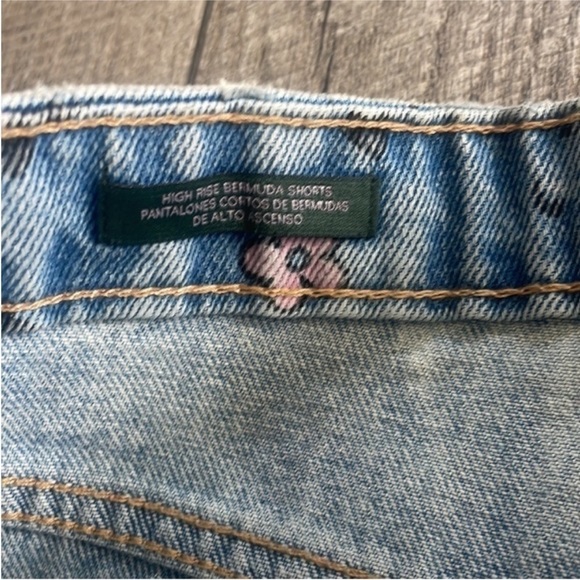 HIGH RISE BERMUDA SHORTS
PANTALONES CORTOS DE BERMUDAS
DE ALTO ASCENSO